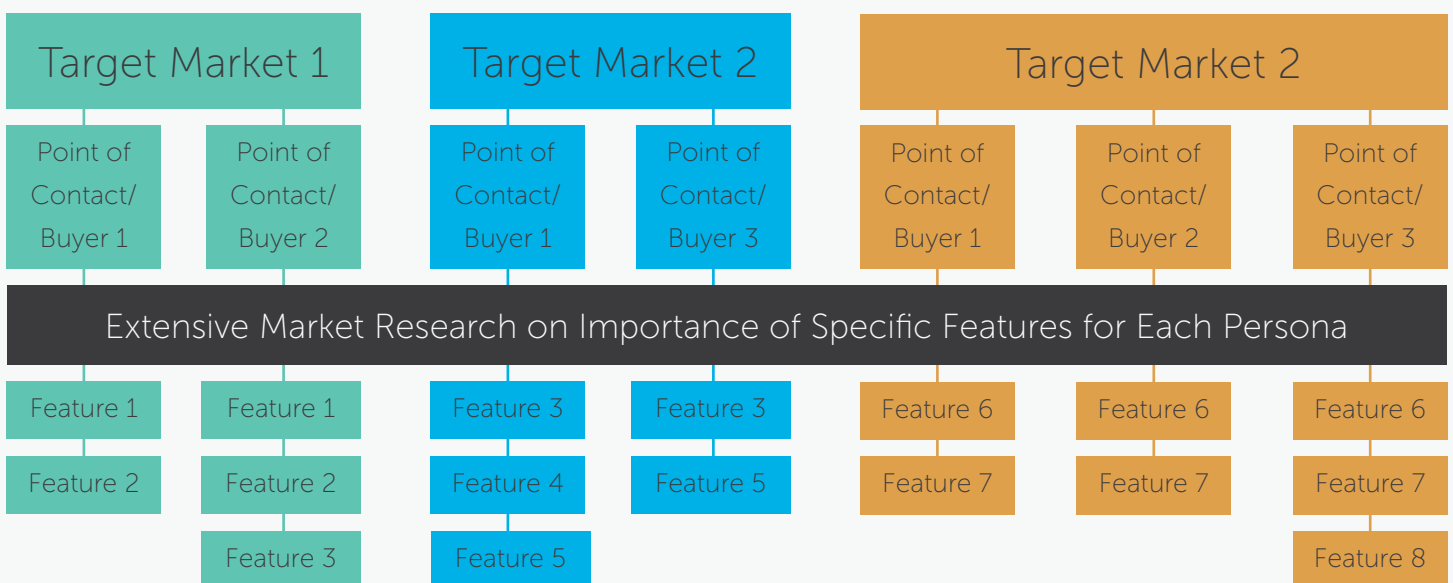 Target Market 1
Target Market 2
Target Market 2
Point of
Contact/
Buyer 1
Point of
Contact/
Buyer 2
Point of
Contact/
Buyer 1
Point of
Contact/
Buyer 3
Point of
Contact/
Buyer 1
Point of
Contact/
Buyer 2
Point of
Contact/
Buyer 3
Extensive Market Research on Importance of Specific Features for Each Persona
Feature 1
Feature 1
Feature 3
Feature 3
Feature 6
Feature 6
Feature 6
Feature 2
Feature 2
Feature 4
Feature 5
Feature 7
Feature 7
Feature 7
Feature 3
Feature 5
Feature 8